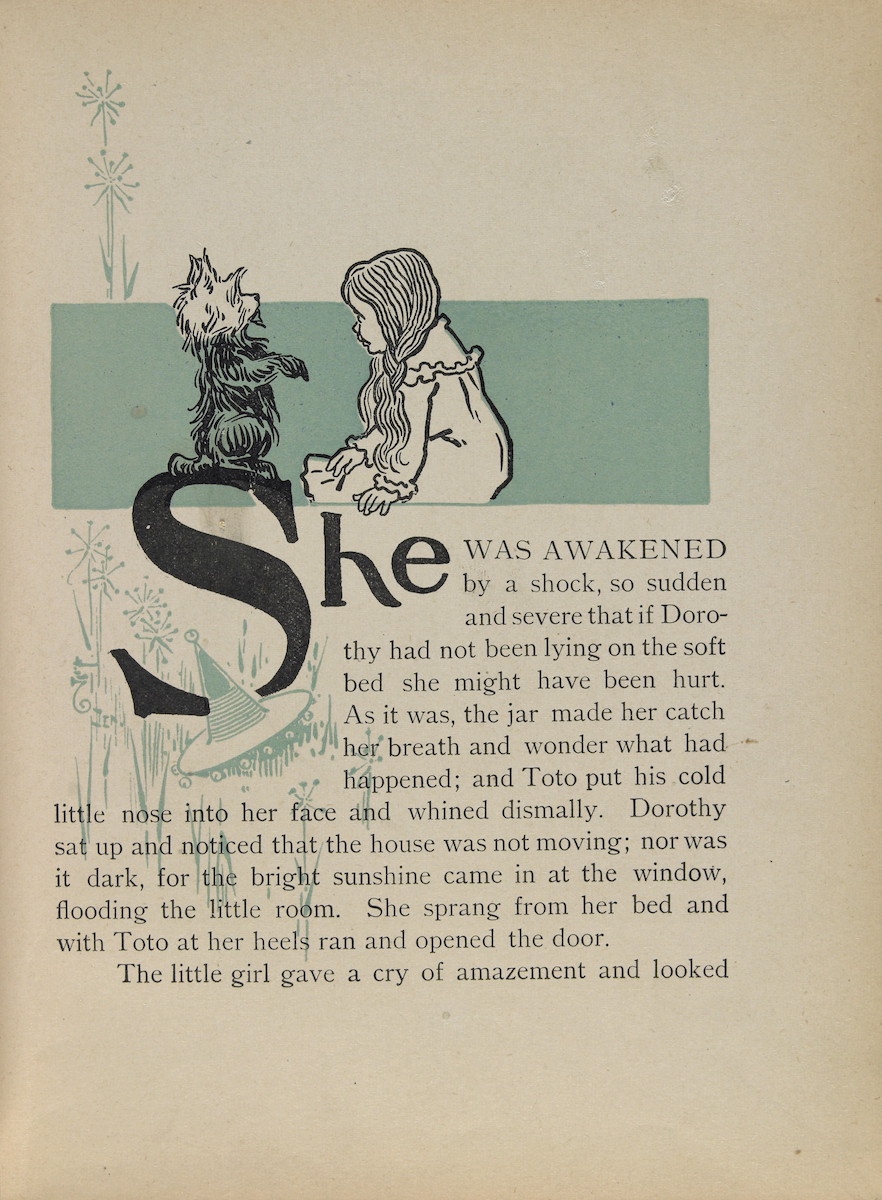 She WAS AWAKENED
by a shock, so sudden
and severe that if Doro-
thy had not been lying on the soft
bed she might have been hurt.
As it was, the jar made her catch
her breath and wonder what had
happened; and Toto put his cold
little nose into her face and whined dismally. Dorothy
sat up and noticed that the house was not moving; nor was
it dark, for the bright sunshine came in at the window,
flooding the little room. She sprang from her bed and
with Toto at her heels ran and opened the door.
The little girl gave a cry of amazement and looked